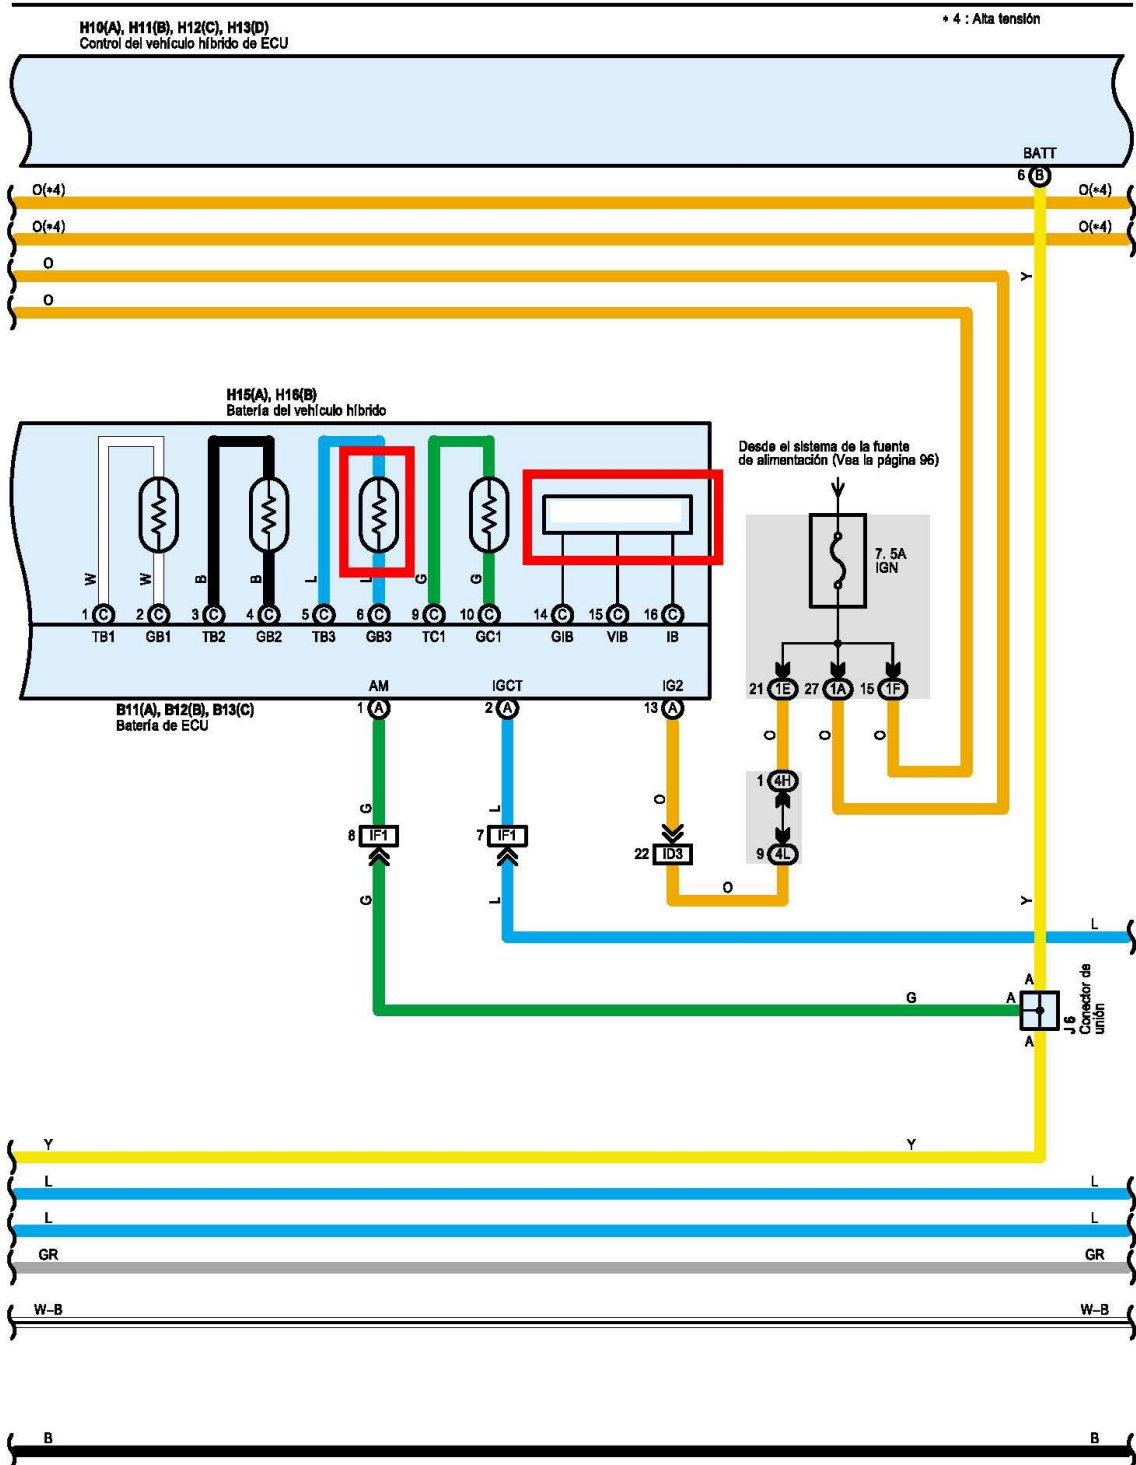 * 4 : Alta tensión
H10(A), H11(B), H12(C), H13(D)
Control del vehículo híbrido de ECU
BATT
6 B
O(*4) O(*4)
O(*4) O(*4)
O
Y
O
H15(A), H16(B)
Batería del vehículo híbrido
Desde el sistema de la fuente
de alimentación (Vea la página 96)
7. 5A
IGN
W W B B L L G G
1 C 2 C 3 C 4 C 5 C 6 C 9 C 10 C 14 C 15 C 16 C
TB1 GB1 TB2 GB2 TB3 GB3 TC1 GC1 GIB VIB IB
AM IGCT IG2
21 1E 27 1A 15 1F
1 A 2 A 13 A
B11(A), B12(B), B13(C)
Batería de ECU
O O O
1 4H
G L O
8 IF1 7 IF1
22 ID3 9 4L
G L O Y
L
A
G A
J 6
Conector de
unión
A
Y Y
L L
L L
GR GR
W–B W–B
B B